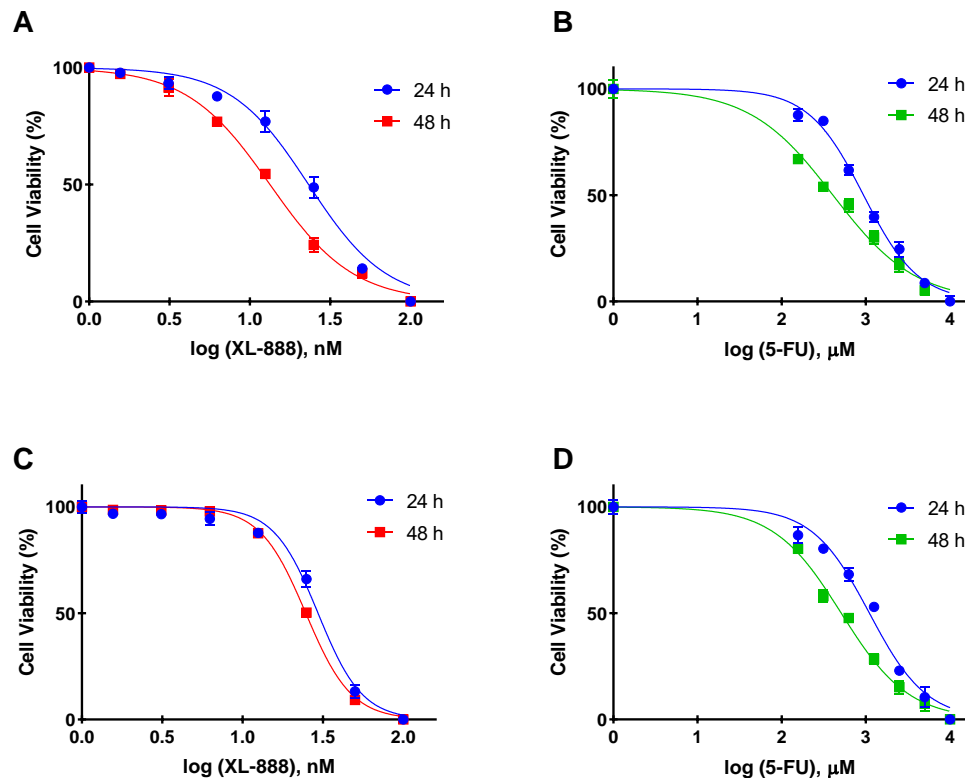 A
100
50
0
Cell Viability (%)
0.0 0.5 1.0 1.5 2.0
log (XL-888), nM
24 h
48 h
B
100
50
0
Cell Viability (%)
0 1 2 3 4
log (5-FU), μM
24 h
48 h
C
100
50
0
Cell Viability (%)
0.0 0.5 1.0 1.5 2.0
log (XL-888), nM
24 h
48 h
D
100
50
0
Cell Viability (%)
0 1 2 3 4
log (5-FU), μM
24 h
48 h